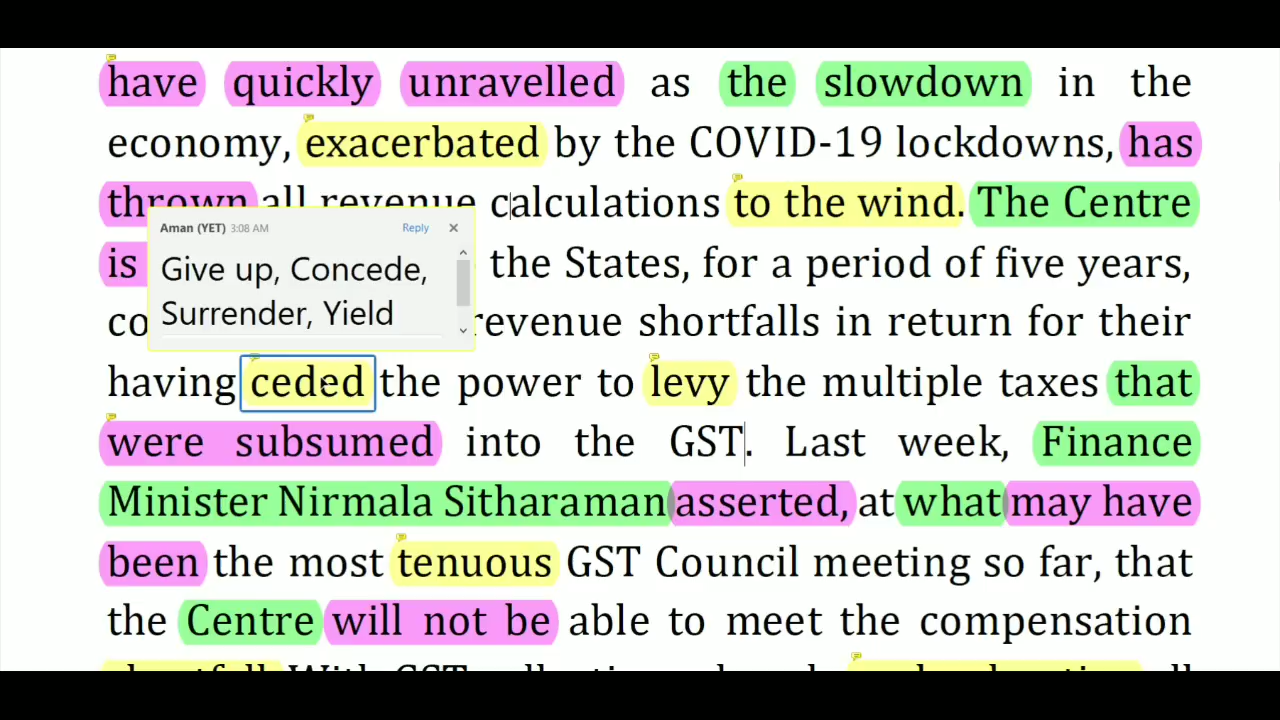 have quickly unravelled as the slowdown in the
economy, exacerbated by the COVID-19 lockdowns, has
thrown all revenue calculations to the wind. The Centre
Aman (YET) 3:08 AM Reply
is the States, for a period of five years,
Give up, Concede,
Surrender, Yield
co revenue shortfalls in return for their
having ceded the power to levy the multiple taxes that
were subsumed into the GST. Last week, Finance
Minister Nirmala Sitharaman asserted, at what may have
been the most tenuous GST Council meeting so far, that
the Centre will not be able to meet the compensation